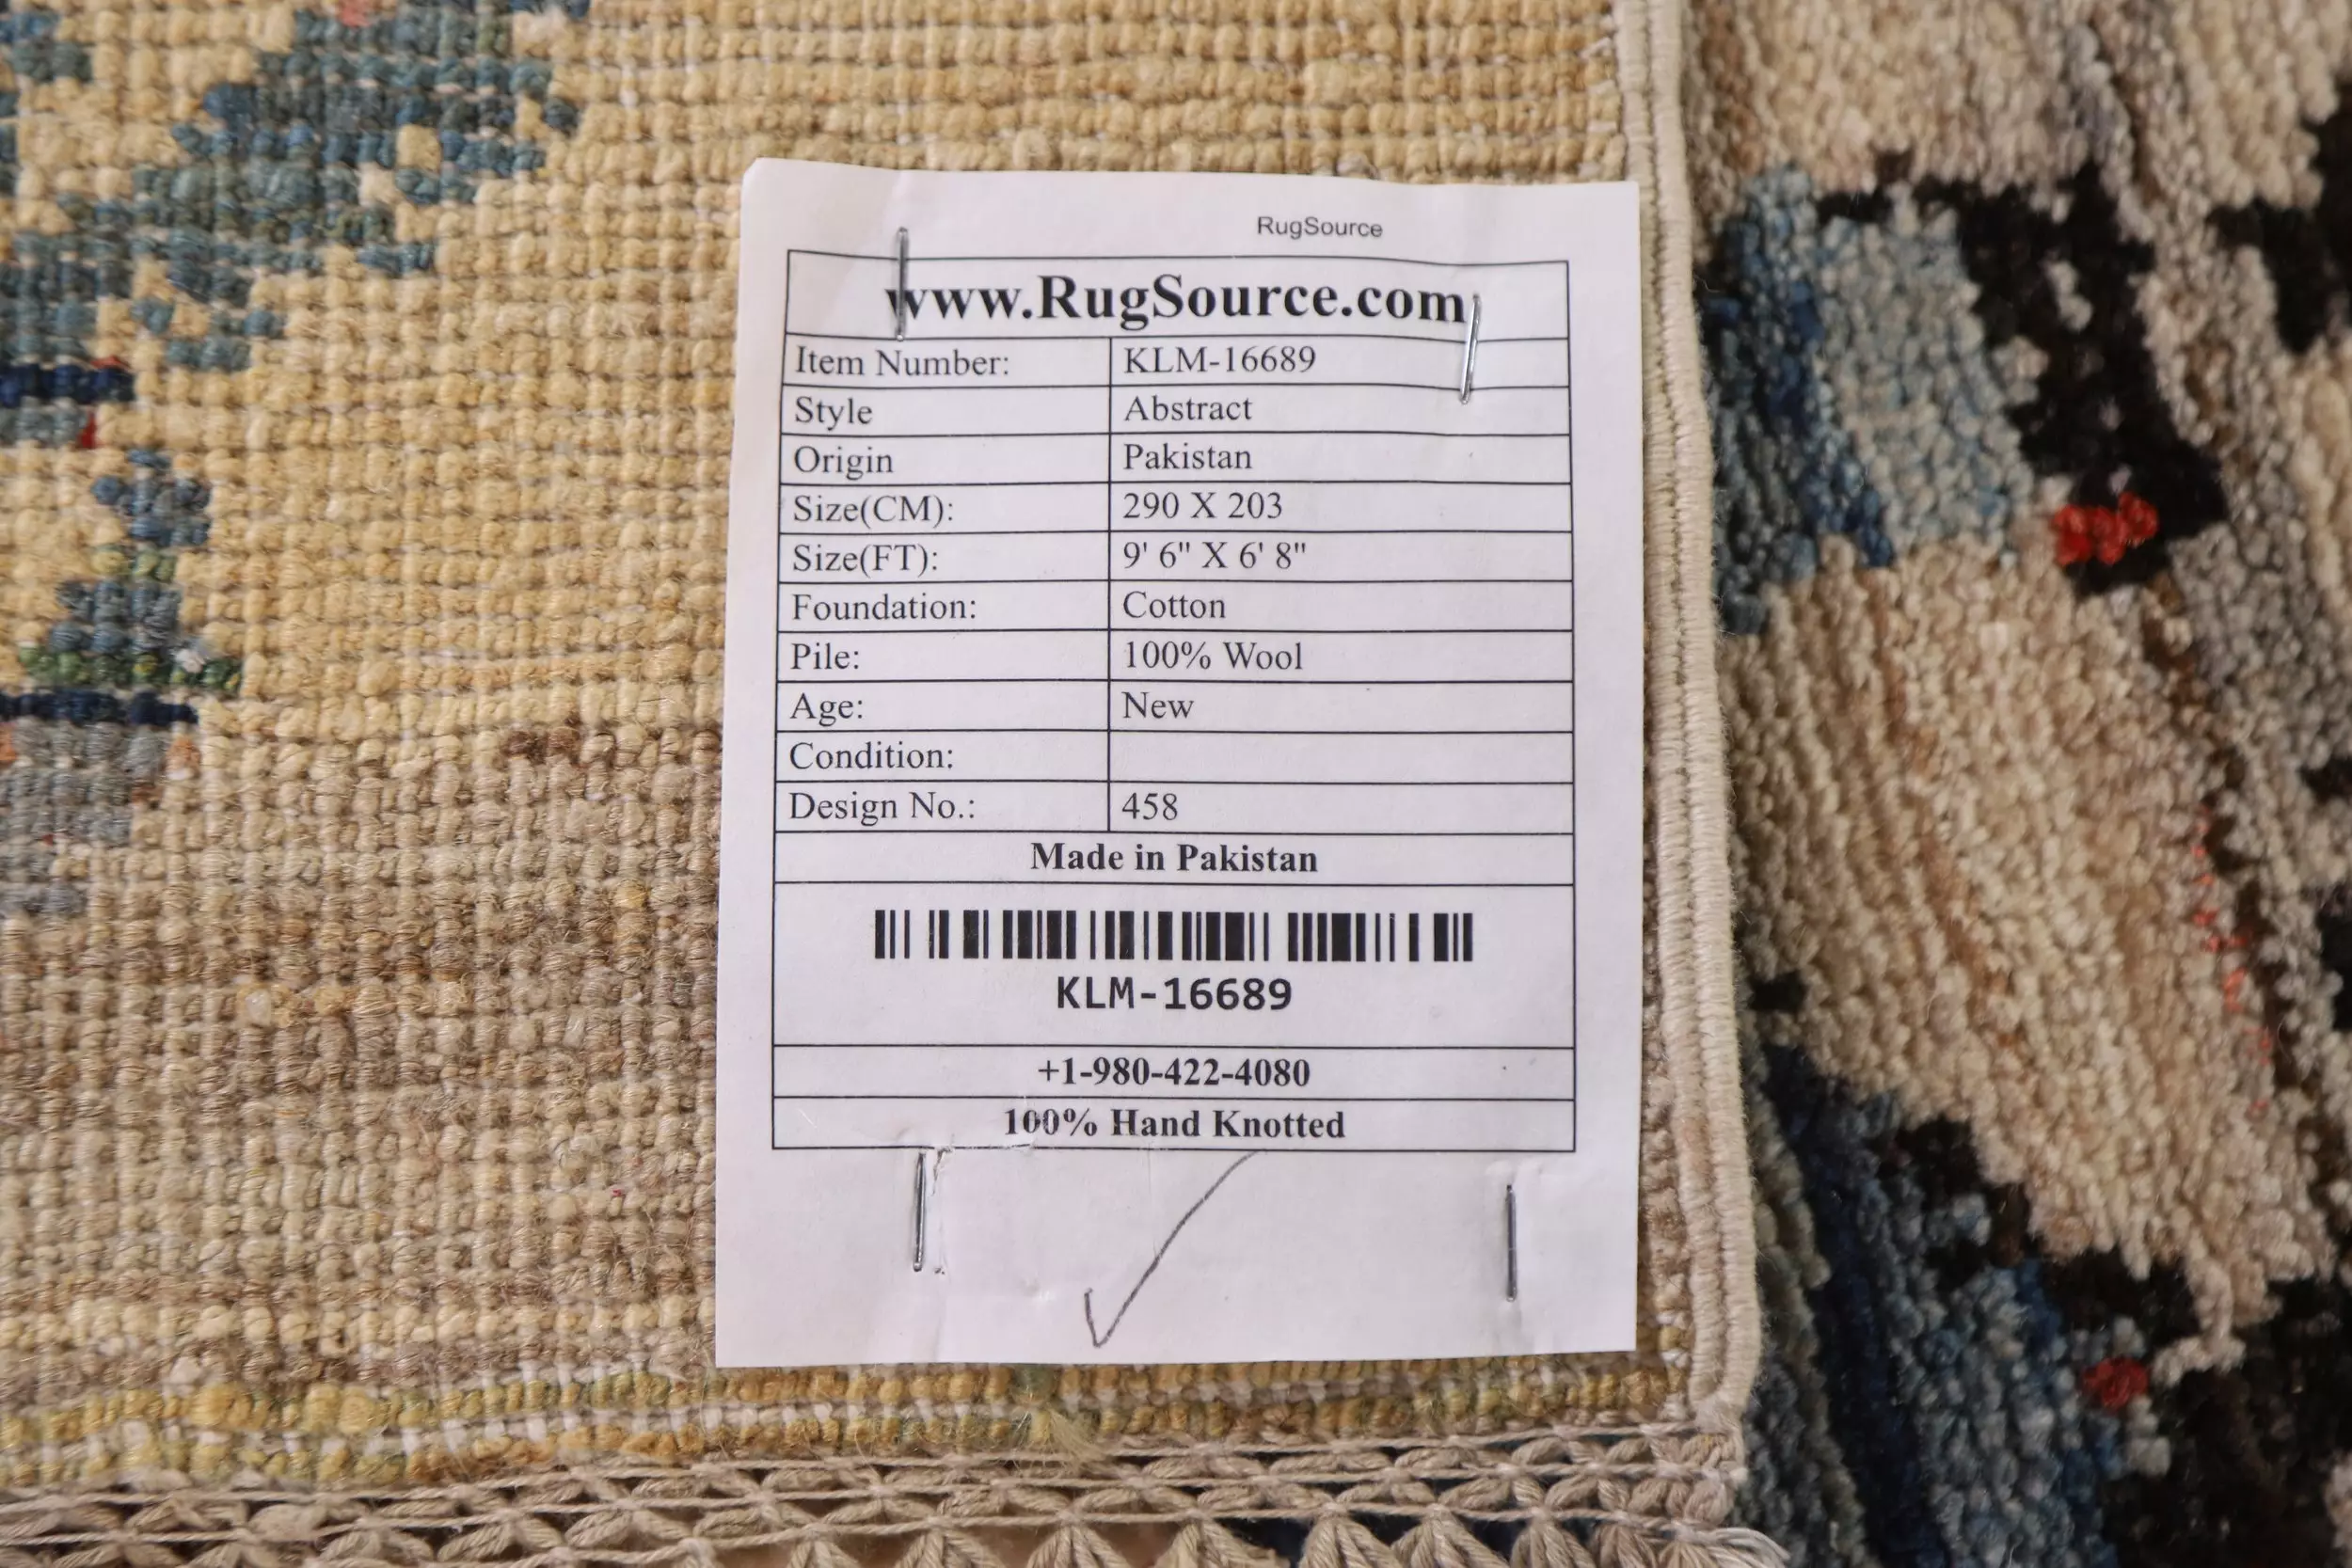 RugSource
www.RugSource.com
Item Number: KLM-16689
Style Abstract
Origin Pakistan
Size(CM): 290 X 203
Size(FT): 9' 6" X 6' 8"
Foundation: Cotton
Pile: 100% Wool
Age: New
Condition:
Design No.: 458
Made in Pakistan
KLM-16689
+1-980-422-4080
100% Hand Knotted